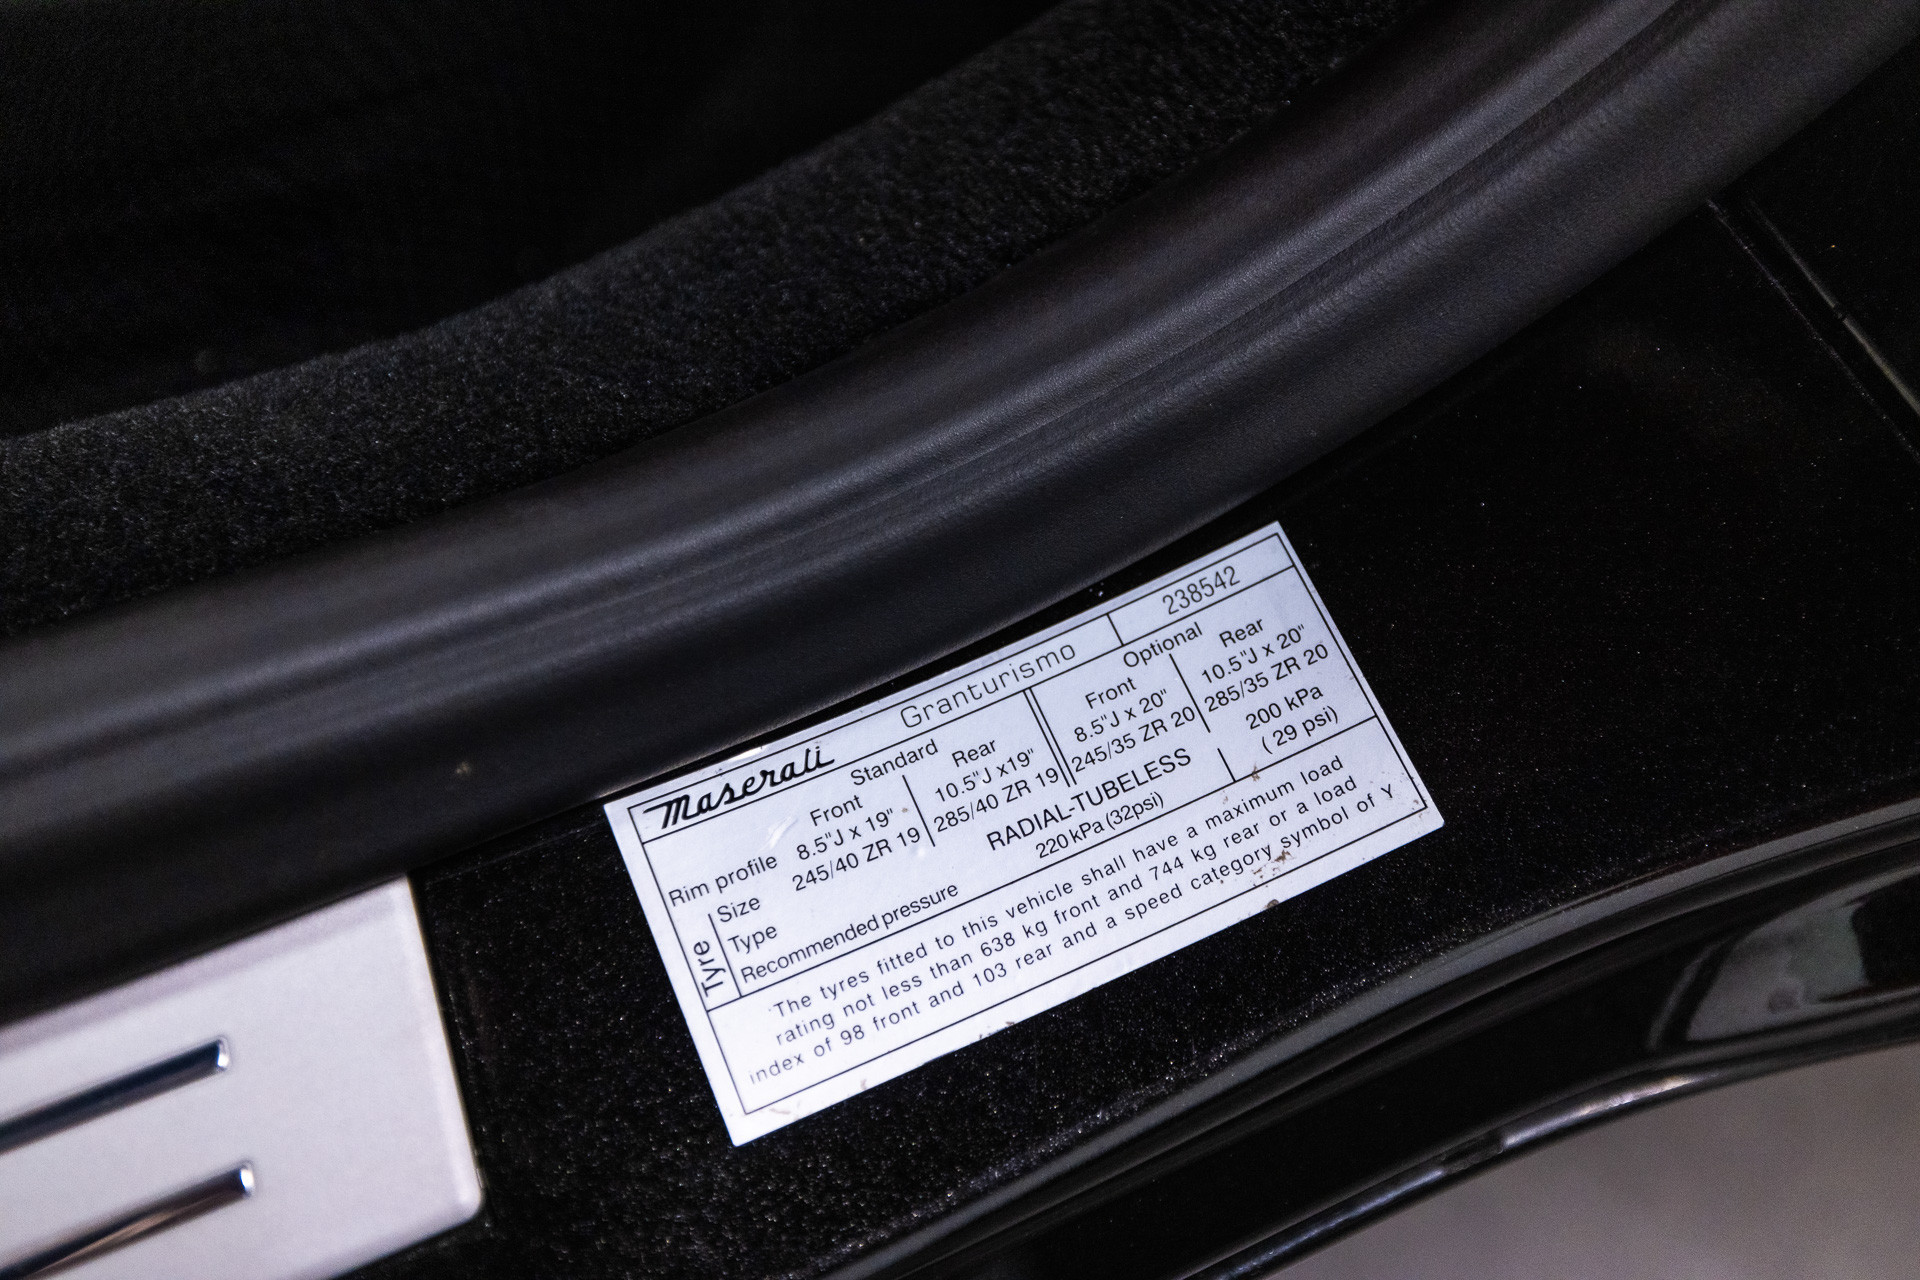 Maserati Granturismo 238542
Standard Optional
Front Rear Front Rear
Rim profile 8.5"J x 19" 10.5"J x19" 8.5"J x 20" 10.5"J x 20"
Tyre Size 245/40 ZR 19 285/40 ZR 19 245/35 ZR 20 285/35 ZR 20
Type RADIAL-TUBELESS
Recommended pressure 220 kPa (32psi) 200 kPa (29 psi)
The tyres fitted to this vehicle shall have a maximum load
rating not less than 638 kg front and 744 kg rear or a load
index of 98 front and 103 rear and a speed category symbol of Y